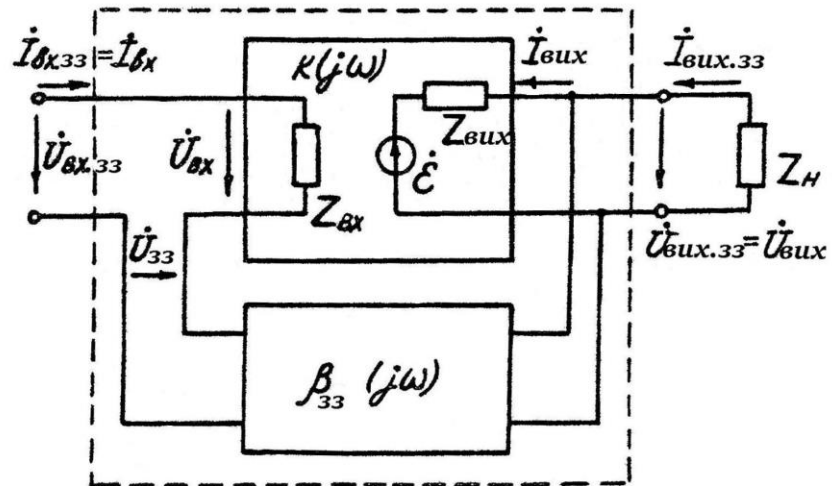 İвх.зз = İвх
K(jω)
İвих
İвих.зз
Zвих
U̇вх.зз
U̇вх
ℰ̇
Zн
Zвх
U̇зз
U̇вих.зз = U̇вих
βзз (jω)